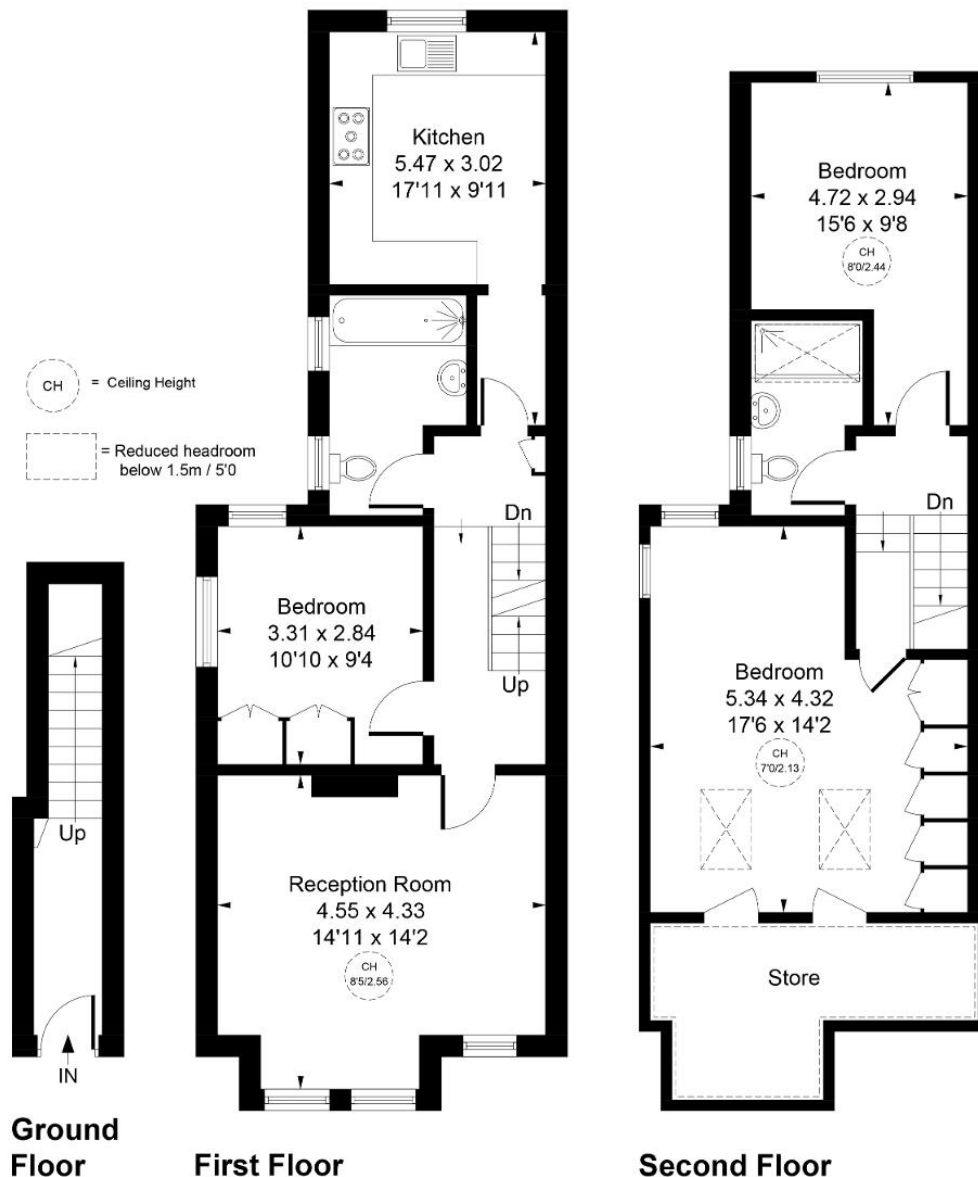 Kitchen
5.47 x 3.02
17'11 x 9'11
Bedroom
4.72 x 2.94
15'6 x 9'8
CH
8'0/2.44
CH
= Ceiling Height
= Reduced headroom
below 1.5m / 5'0
Dn
Up
Bedroom
3.31 x 2.84
10'10 x 9'4
Dn
Bedroom
5.34 x 4.32
17'6 x 14'2
CH
7'0/2.13
Up
IN
Reception Room
4.55 x 4.33
14'11 x 14'2
CH
8'5/2.56
Store
Ground
Floor
First Floor
Second Floor